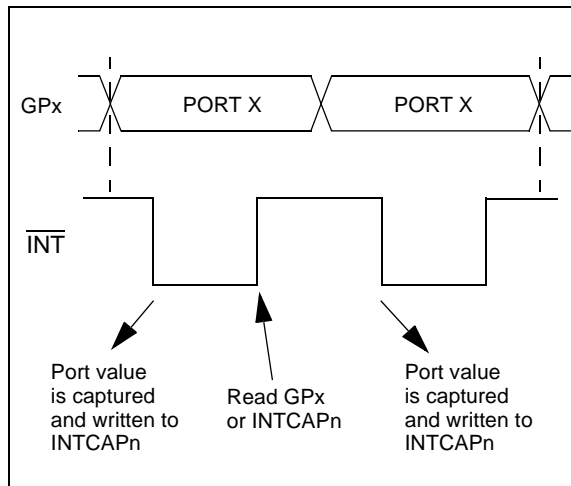 GPx
PORT X
PORT X
INT
Port value
is captured
and written to
INTCAPn
Read GPx
or INTCAPn
Port value
is captured
and written to
INTCAPn